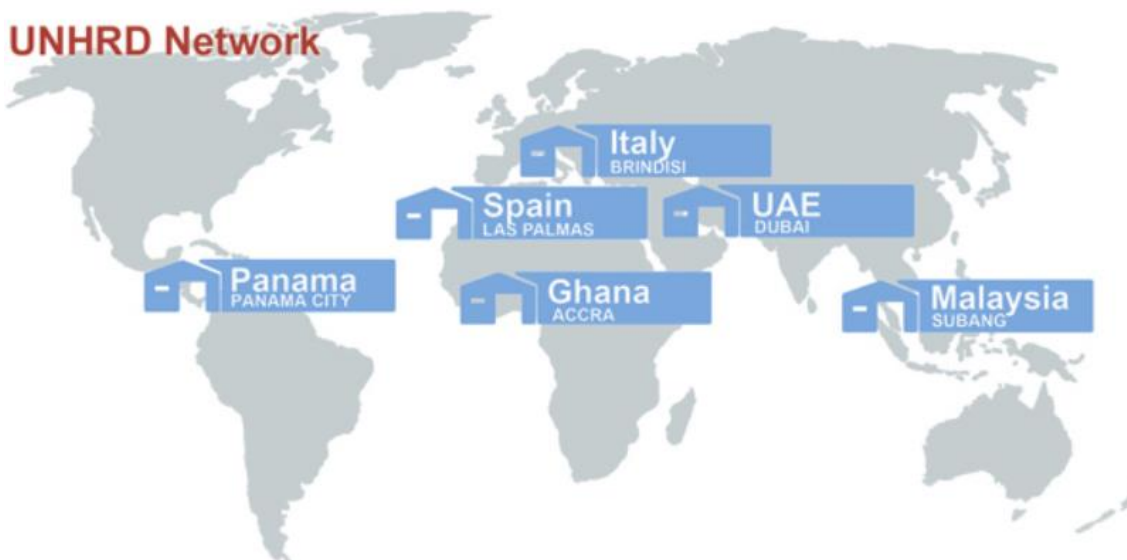 UNHRD Network
Italy
BRINDISI
Spain
LAS PALMAS
UAE
DUBAI
Panama
PANAMA CITY
Ghana
ACCRA
Malaysia
SUBANG